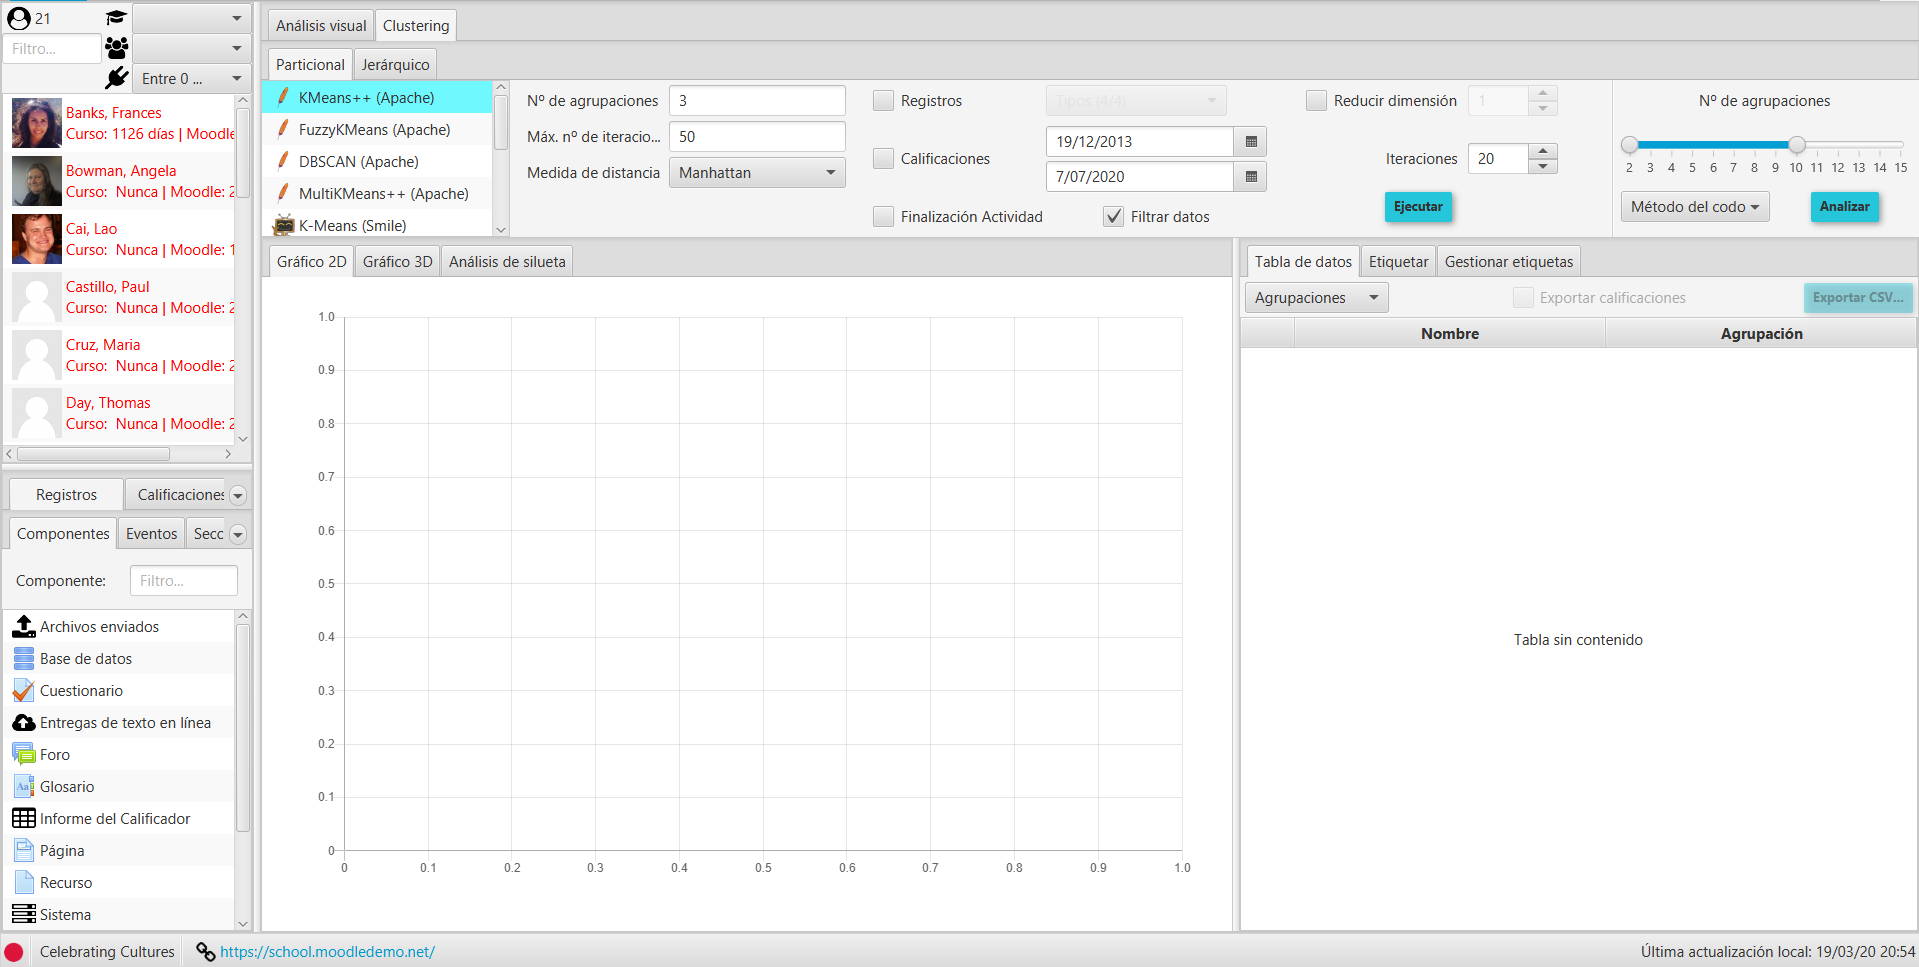 21
Filtro...
Entre 0 ...
Banks, Frances
Curso: 1126 días | Moodle
Bowman, Angela
Curso: Nunca | Moodle: 2
Cai, Lao
Curso: Nunca | Moodle: 1
Castillo, Paul
Curso: Nunca | Moodle: 2
Cruz, Maria
Curso: Nunca | Moodle: 2
Day, Thomas
Curso: Nunca | Moodle: 2
Registros
Calificaciones
Componentes
Eventos
Secc
Componente:
Filtro...
Archivos enviados
Base de datos
Cuestionario
Entregas de texto en línea
Foro
Glosario
Informe del Calificador
Página
Recurso
Sistema
Análisis visual
Clustering
Particional
Jerárquico
KMeans++ (Apache)
FuzzyKMeans (Apache)
DBSCAN (Apache)
MultiKMeans++ (Apache)
K-Means (Smile)
Nº de agrupaciones
3
Máx. nº de iteracio...
50
Medida de distancia
Manhattan
Registros
Tipos (4/4)
Calificaciones
19/12/2013
7/07/2020
Finalización Actividad
Filtrar datos
Reducir dimensión
1
Iteraciones
20
Ejecutar
Nº de agrupaciones
2 3 4 5 6 7 8 9 10 11 12 13 14 15
Método del codo
Analizar
Gráfico 2D
Gráfico 3D
Análisis de silueta
1.0
0.9
0.8
0.7
0.6
0.5
0.4
0.3
0.2
0.1
0
0 0.1 0.2 0.3 0.4 0.5 0.6 0.7 0.8 0.9 1.0
Tabla de datos
Etiquetar
Gestionar etiquetas
Agrupaciones
Exportar calificaciones
Exportar CSV...
Nombre
Agrupación
Tabla sin contenido
Celebrating Cultures
https://school.moodledemo.net/
Última actualización local: 19/03/20 20:54